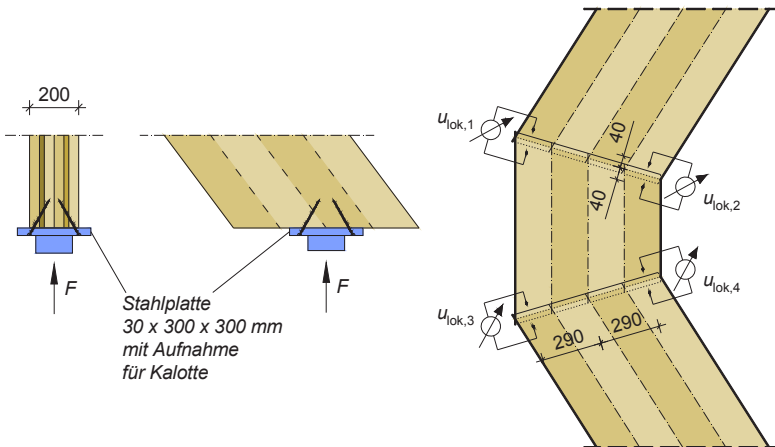 200
F
F
Stahlplatte
30 x 300 x 300 mm
mit Aufnahme
für Kalotte
u_lok,1
40
40
u_lok,2
u_lok,3
u_lok,4
290
290